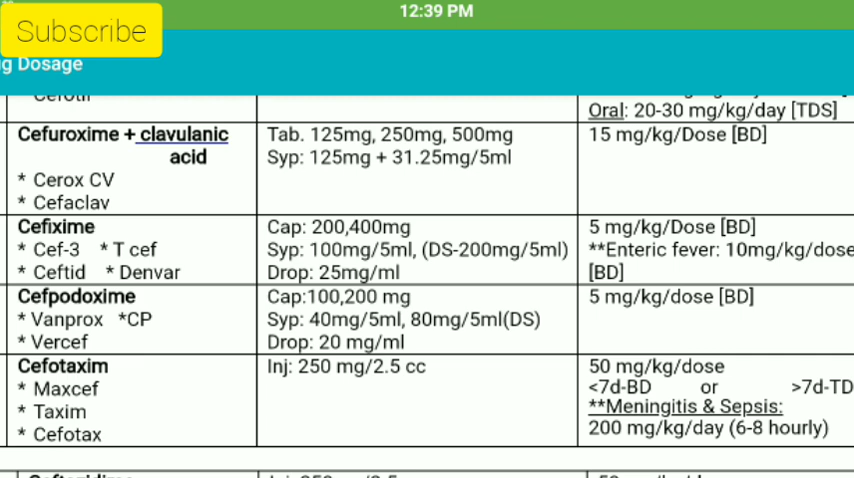 12:39 PM
Subscribe
g Dosage
Oral: 20-30 mg/kg/day [TDS]
Cefuroxime + clavulanic Tab. 125mg, 250mg, 500mg 15 mg/kg/Dose [BD]
acid Syp: 125mg + 31.25mg/5ml
* Cerox CV
* Cefaclav
Cefixime Cap: 200,400mg 5 mg/kg/Dose [BD]
* Cef-3 * T cef Syp: 100mg/5ml, (DS-200mg/5ml) **Enteric fever: 10mg/kg/dose
* Ceftid * Denvar Drop: 25mg/ml [BD]
Cefpodoxime Cap:100,200 mg 5 mg/kg/dose [BD]
* Vanprox *CP Syp: 40mg/5ml, 80mg/5ml(DS)
* Vercef Drop: 20 mg/ml
Cefotaxim Inj: 250 mg/2.5 cc 50 mg/kg/dose
* Maxcef <7d-BD or >7d-TD
* Taxim **Meningitis & Sepsis:
* Cefotax 200 mg/kg/day (6-8 hourly)